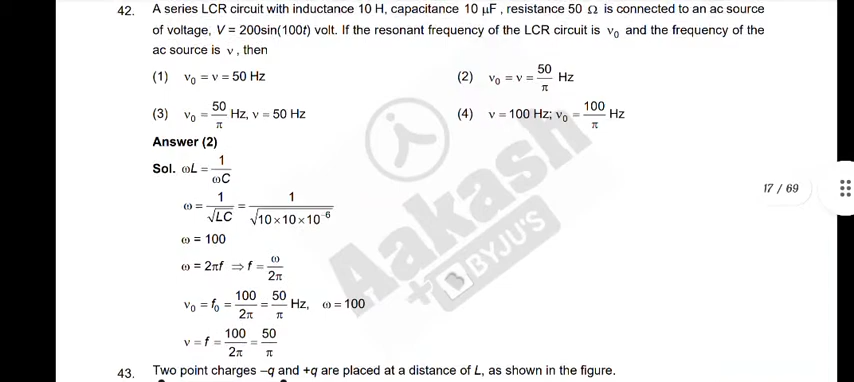 42. A series LCR circuit with inductance 10 H, capacitance 10 μF , resistance 50 Ω is connected to an ac source
of voltage, V = 200sin(100t) volt. If the resonant frequency of the LCR circuit is ν₀ and the frequency of the
ac source is ν , then
(1) ν₀ = ν = 50 Hz
(2) ν₀ = ν = 50/π Hz
(3) ν₀ = 50/π Hz, ν = 50 Hz
(4) ν = 100 Hz; ν₀ = 100/π Hz
Answer (2)
Sol. ωL = 1/ωC
ω = 1/√LC = 1/√10×10×10⁻⁶
17 / 69
ω = 100
ω = 2πf ⇒ f = ω/2π
ν₀ = f₀ = 100/2π = 50/π Hz, ω = 100
ν = f = 100/2π = 50/π
Aakash
+ BYJU'S
43. Two point charges –q and +q are placed at a distance of L, as shown in the figure.